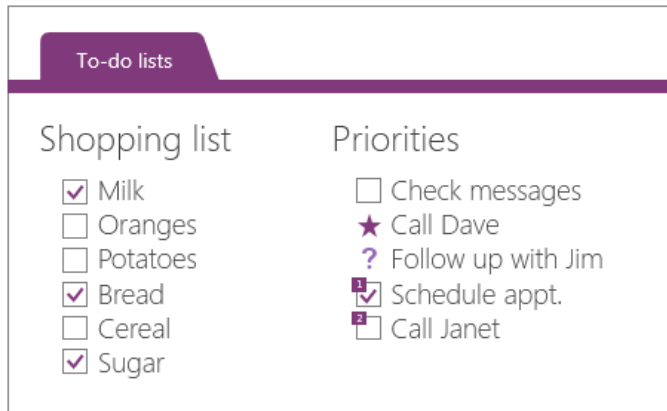 To-do lists
Shopping list
Milk
Oranges
Potatoes
Bread
Cereal
Sugar
Priorities
Check messages
Call Dave
? Follow up with Jim
1 Schedule appt.
2 Call Janet